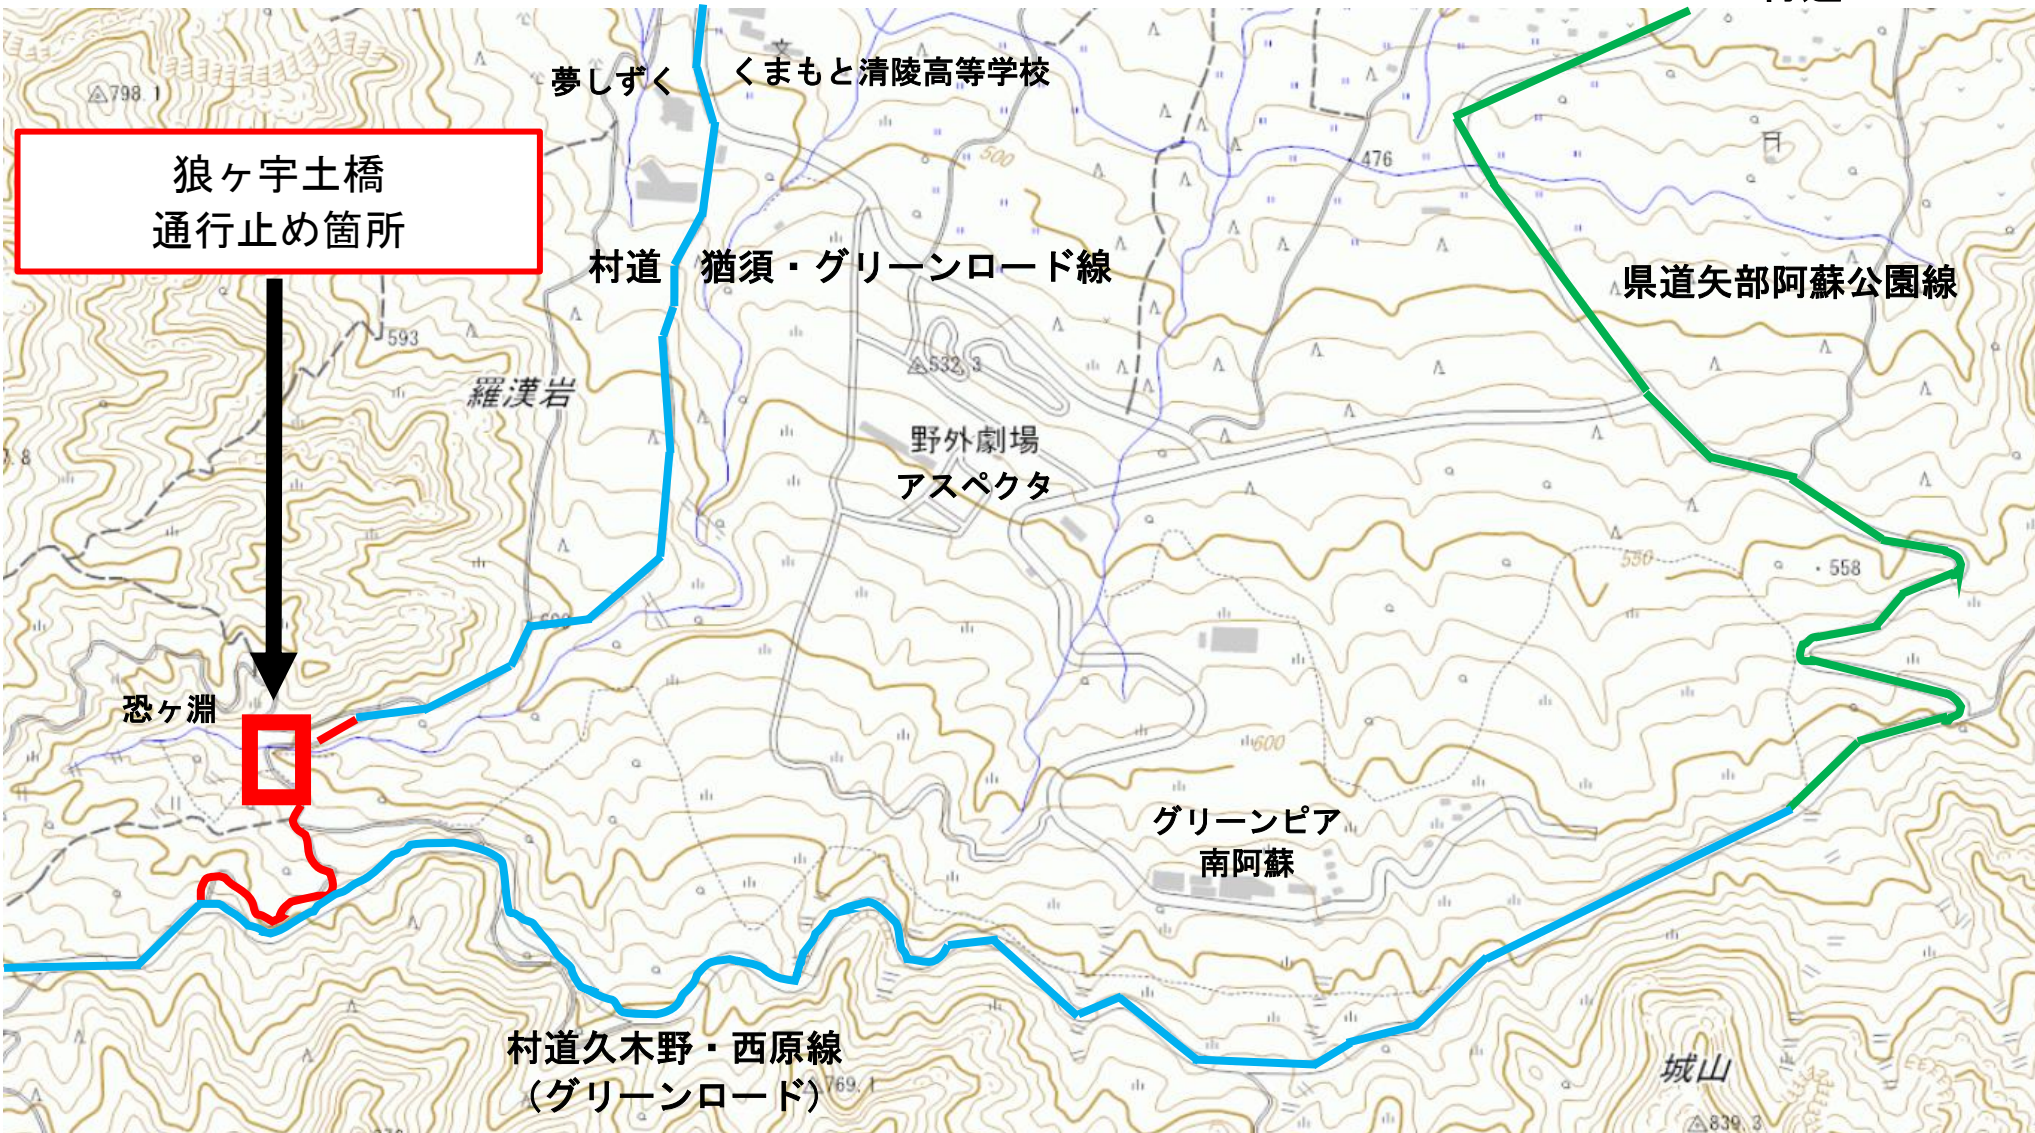 文
夢しずく
くまもと清陵高等学校
798.1
狼ヶ宇土橋
通行止め箇所
500
476
村道 猶須・グリーンロード線
県道矢部阿蘇公園線
593
532.3
羅漢岩
野外劇場
アスペクタ
7.8
550
558
600
恐ヶ淵
600
グリーンピア
南阿蘇
村道久木野・西原線
(グリーンロード)
769.1
城山
839.3